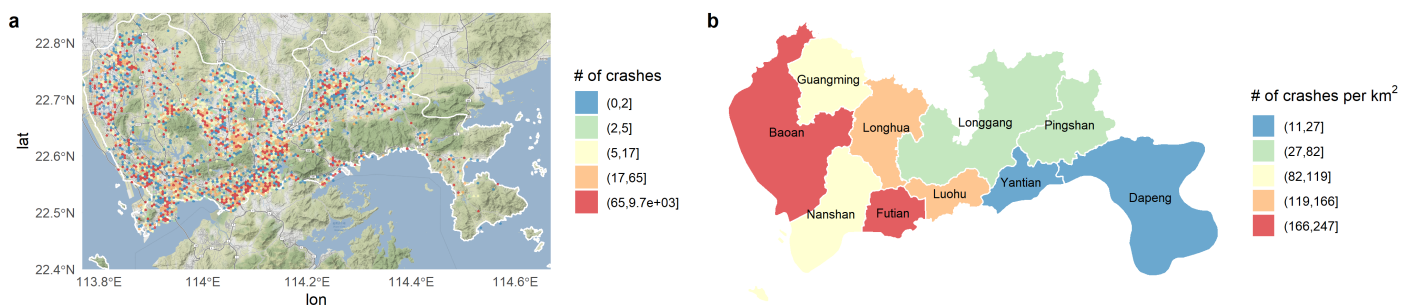 a
22.8°N
22.7°N
22.6°N
22.5°N
22.4°N
lat
113.8°E 114°E 114.2°E 114.4°E 114.6°E
lon
# of crashes
(0,2]
(2,5]
(5,17]
(17,65]
(65,9.7e+03]
b
Guangming
Baoan
Longhua
Longgang
Pingshan
Yantian
Dapeng
Luohu
Futian
Nanshan
# of crashes per km²
(11,27]
(27,82]
(82,119]
(119,166]
(166,247]